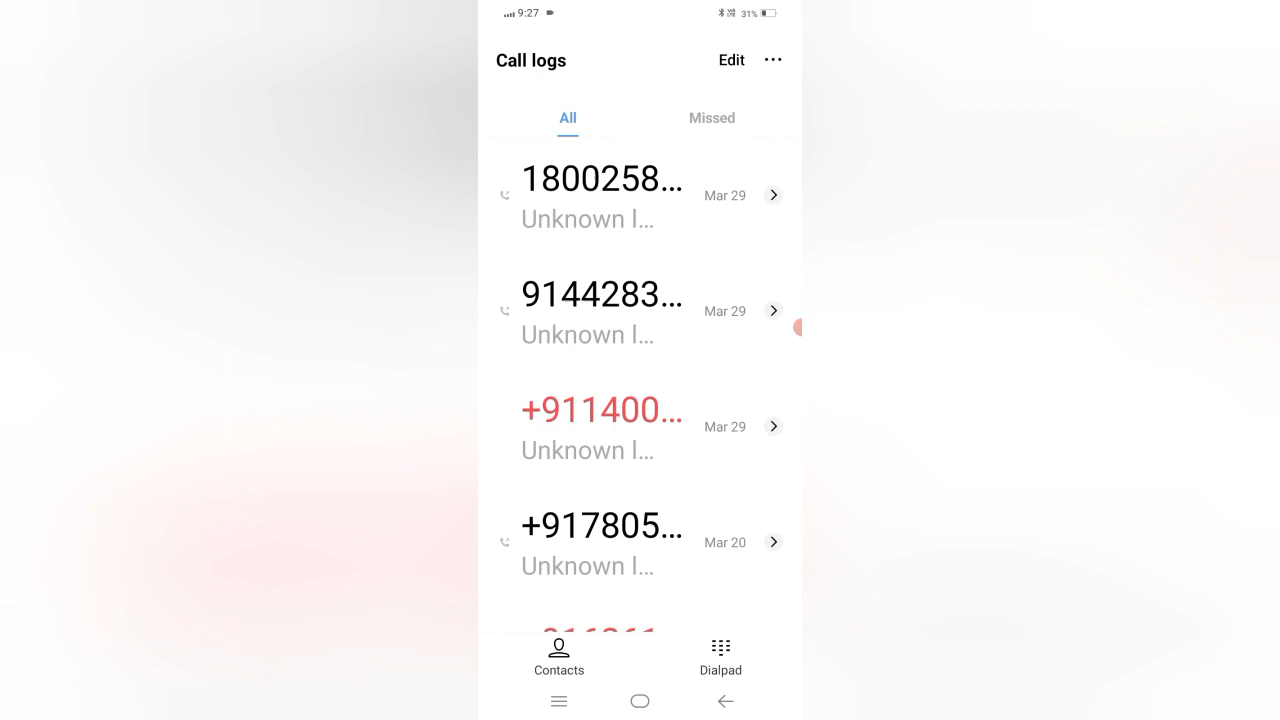 9:27 31%
Call logs Edit
All Missed
1800258... Mar 29
Unknown l...
9144283... Mar 29
Unknown l...
+911400... Mar 29
Unknown l...
+917805... Mar 20
Unknown l...
Contacts Dialpad